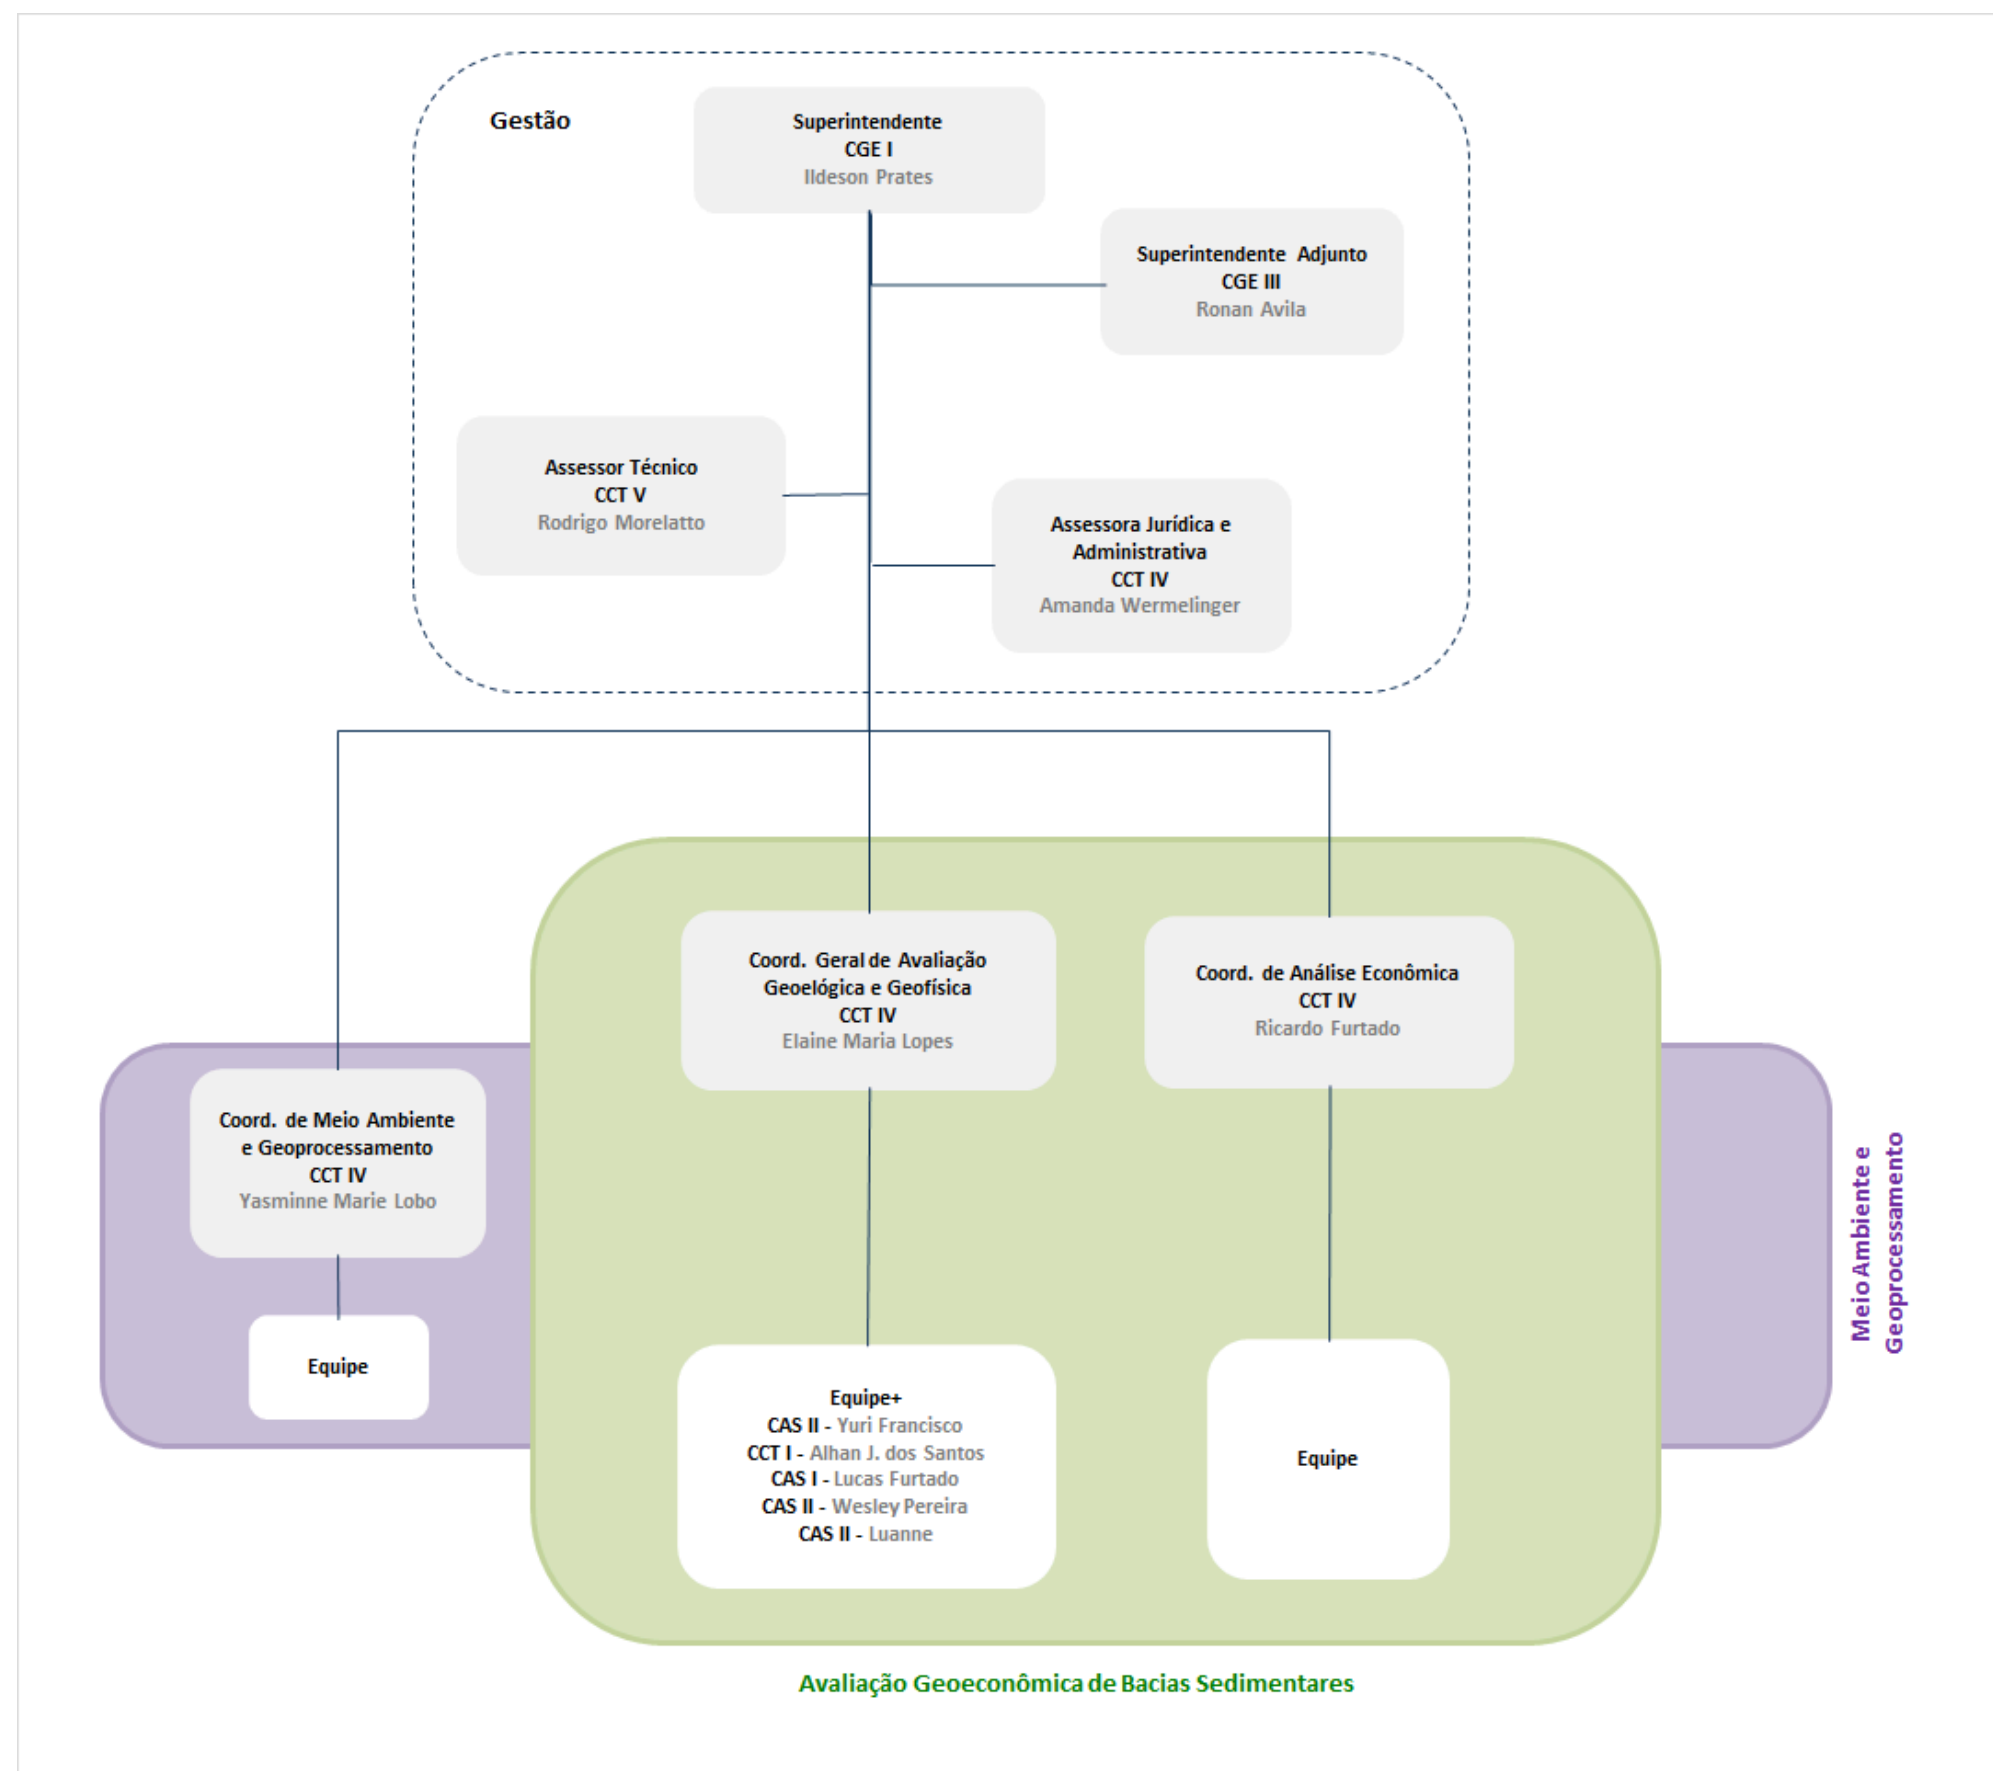 Gestão
Superintendente
CGE I
Ildeson Prates
Superintendente Adjunto
CGE III
Ronan Avila
Assessor Técnico
CCT V
Rodrigo Morelatto
Assessora Jurídica e
Administrativa
CCT IV
Amanda Wermelinger
Coord. Geral de Avaliação
Geoelógica e Geofísica
CCT IV
Elaine Maria Lopes
Coord. de Análise Econômica
CCT IV
Ricardo Furtado
Coord. de Meio Ambiente
e Geoprocessamento
CCT IV
Yasminne Marie Lobo
Equipe
Equipe+
CAS II - Yuri Francisco
CCT I - Alhan J. dos Santos
CAS I - Lucas Furtado
CAS II - Wesley Pereira
CAS II - Luanne
Equipe
Meio Ambiente e
Geoprocessamento
Avaliação Geoeconômica de Bacias Sedimentares